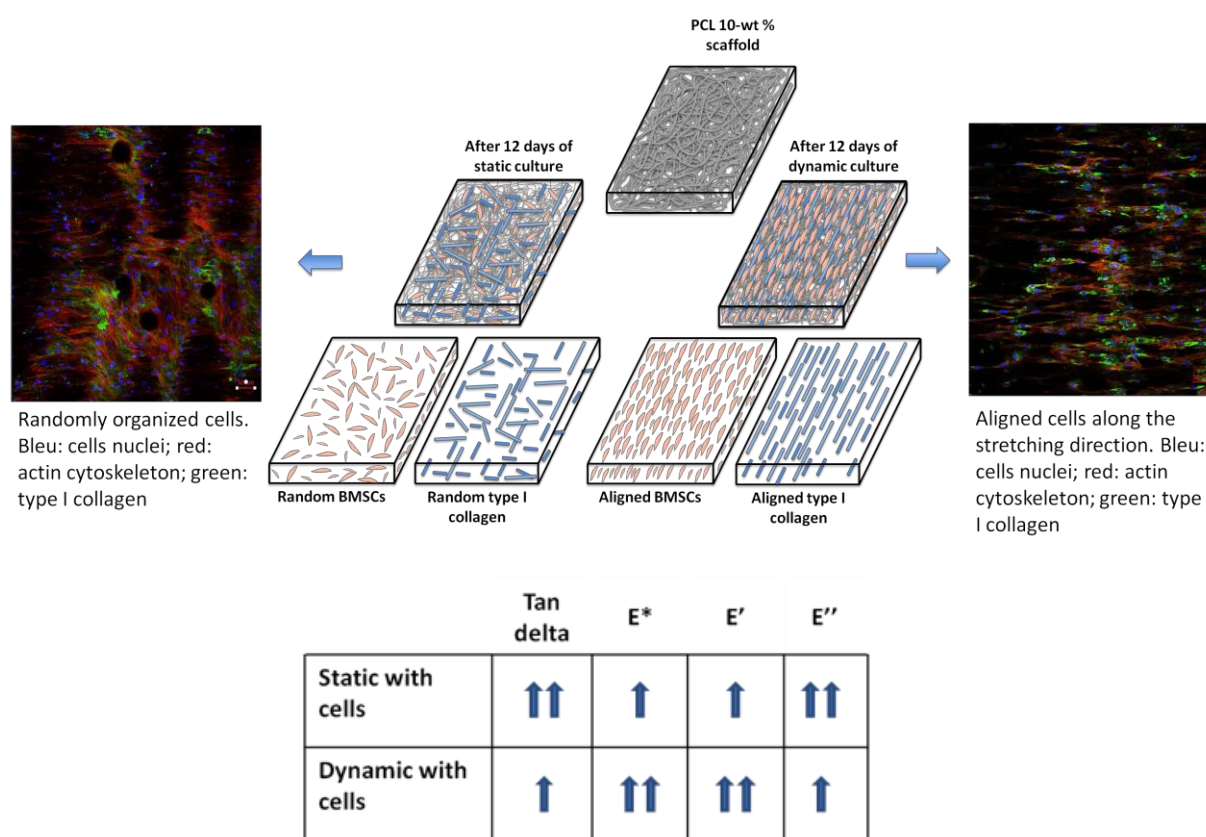 PCL 10-wt %
scaffold
After 12 days of
static culture
After 12 days of
dynamic culture
Randomly organized cells.
Bleu: cells nuclei; red:
actin cytoskeleton; green:
type I collagen
Random BMSCs
Random type I
collagen
Aligned BMSCs
Aligned type I
collagen
Aligned cells along the
stretching direction. Bleu:
cells nuclei; red: actin
cytoskeleton; green: type
I collagen
Tan
delta
E*
E′
E′′
Static with
cells
Dynamic with
cells